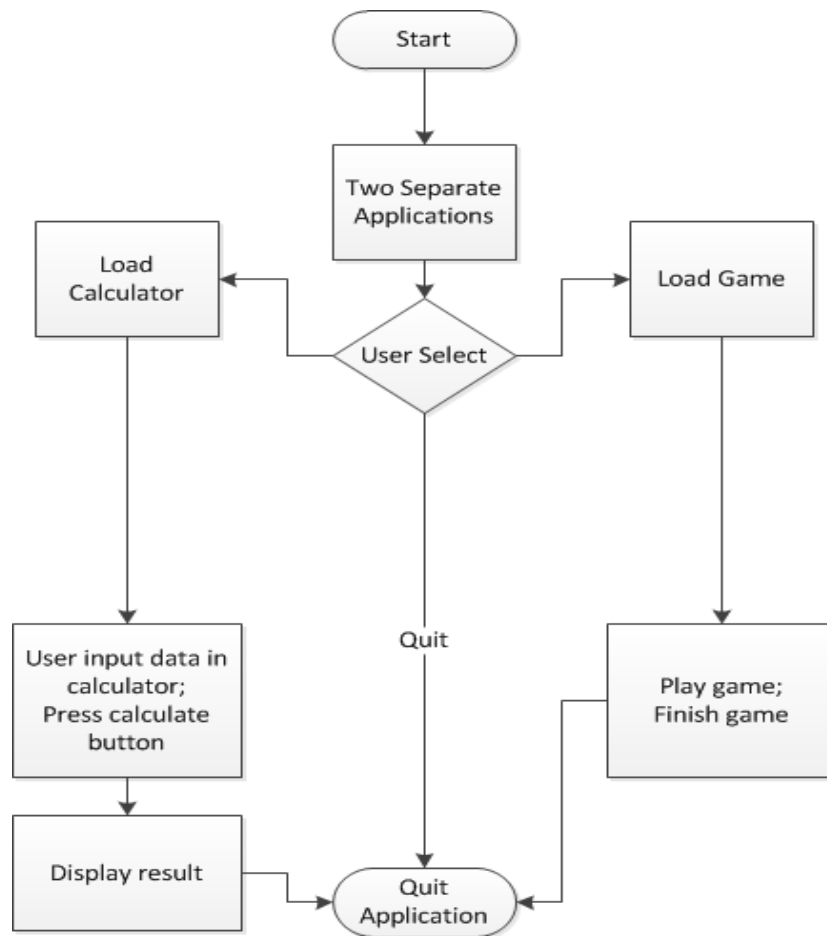 Start
Two Separate
Applications
Load
Calculator
Load Game
User Select
Quit
User input data in
calculator;
Press calculate
button
Play game;
Finish game
Display result
Quit
Application